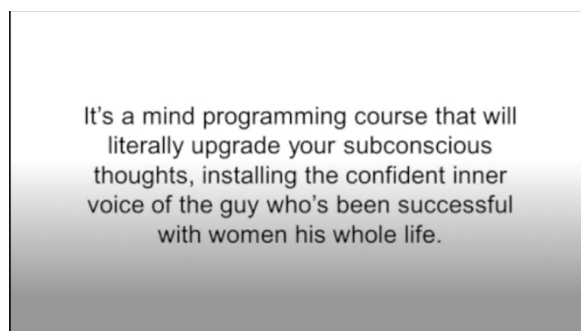 It's a mind programming course that will
literally upgrade your subconscious
thoughts, installing the confident inner
voice of the guy who's been successful
with women his whole life.